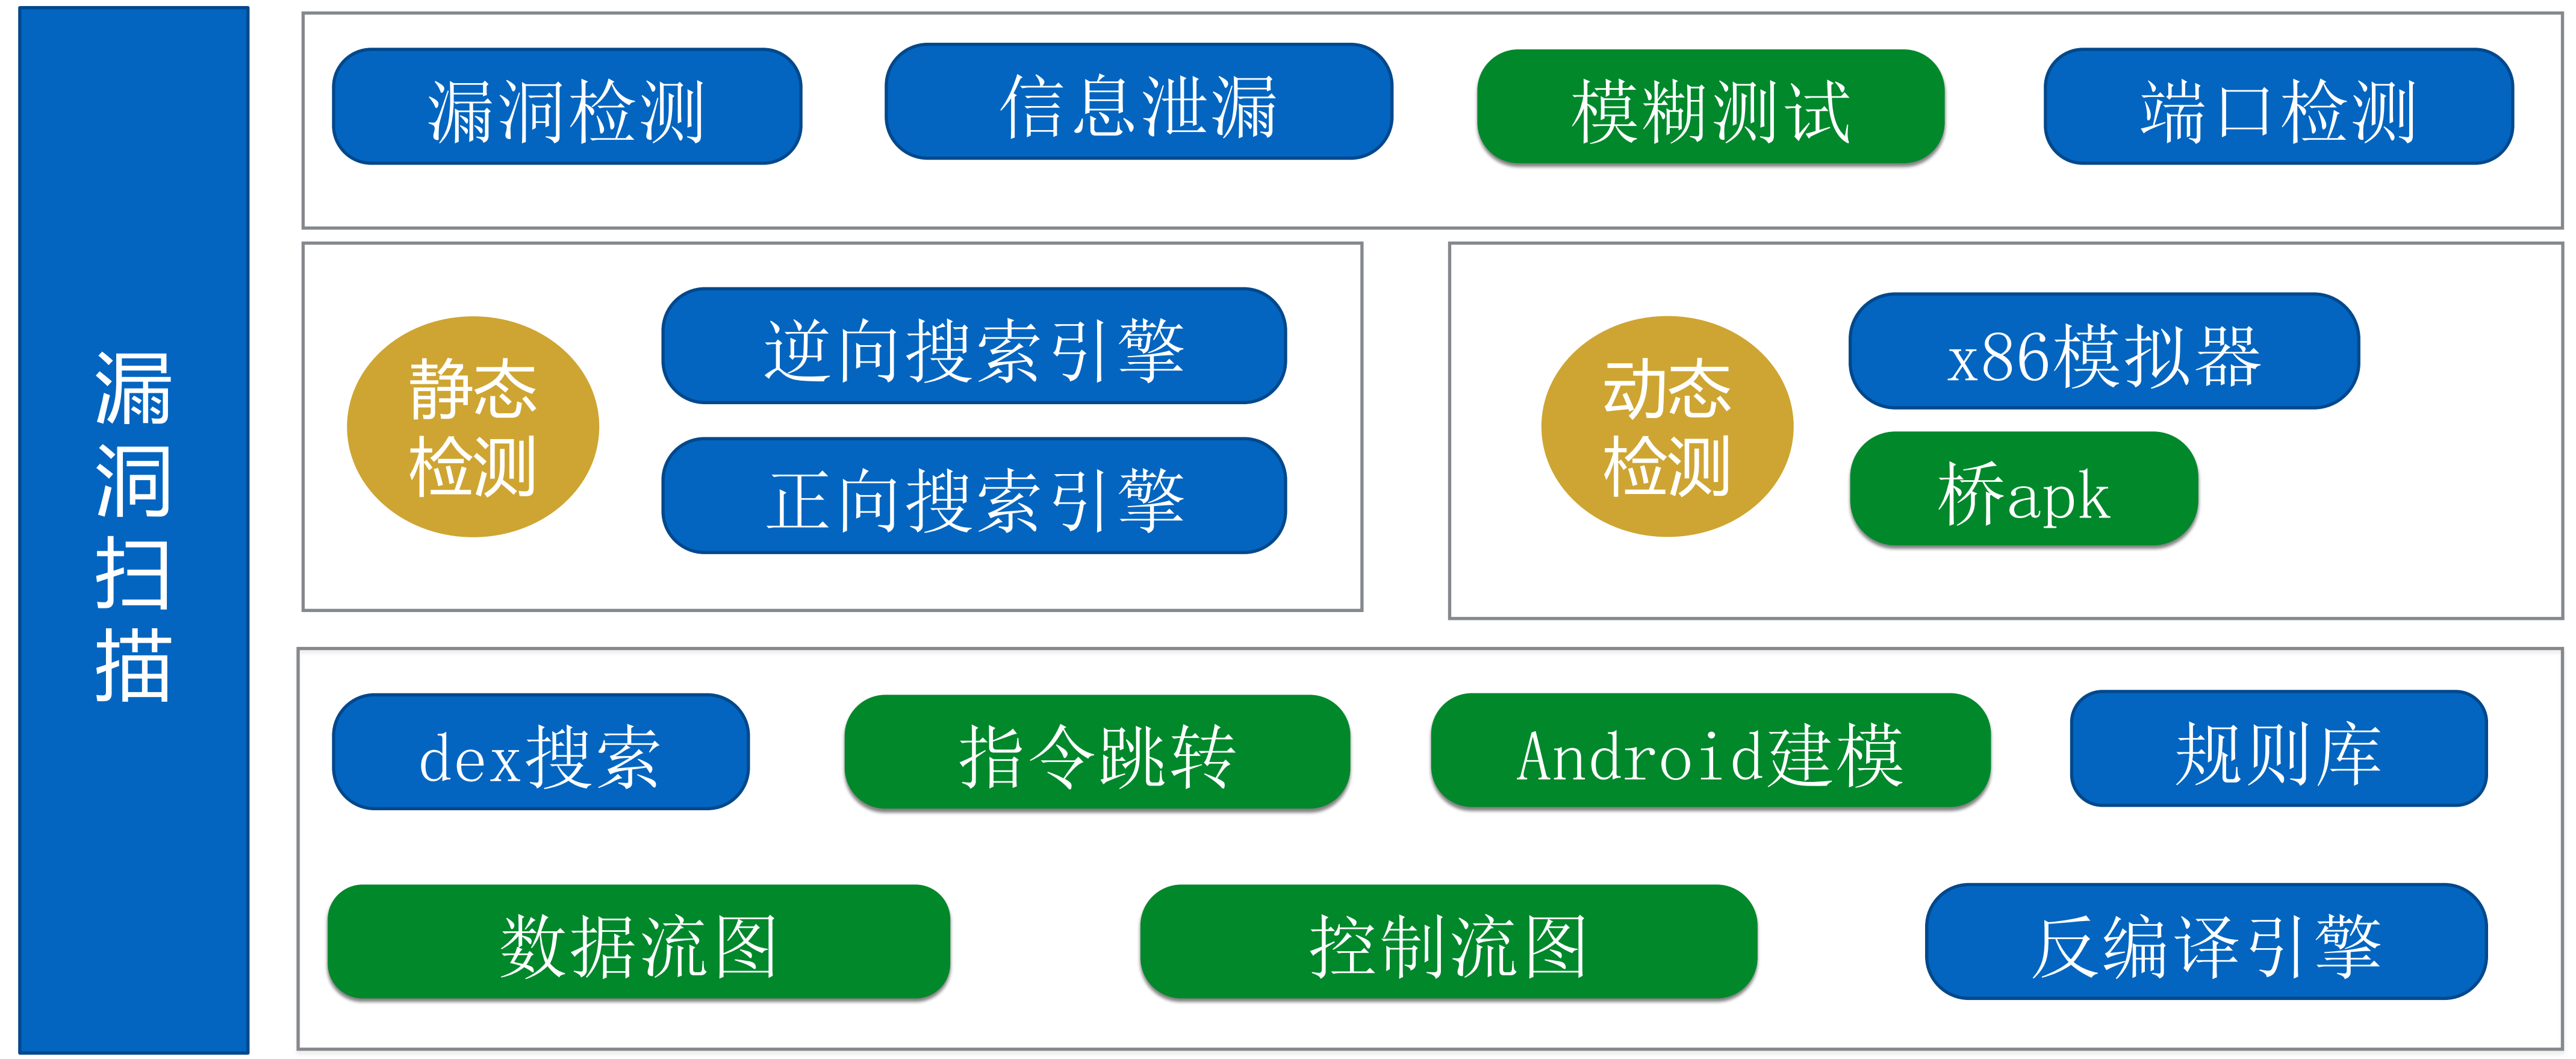 漏洞扫描
漏洞检测
信息泄漏
模糊测试
端口检测
静态
检测
逆向搜索引擎
正向搜索引擎
动态
检测
x86模拟器
桥apk
dex搜索
指令跳转
Android建模
规则库
数据流图
控制流图
反编译引擎